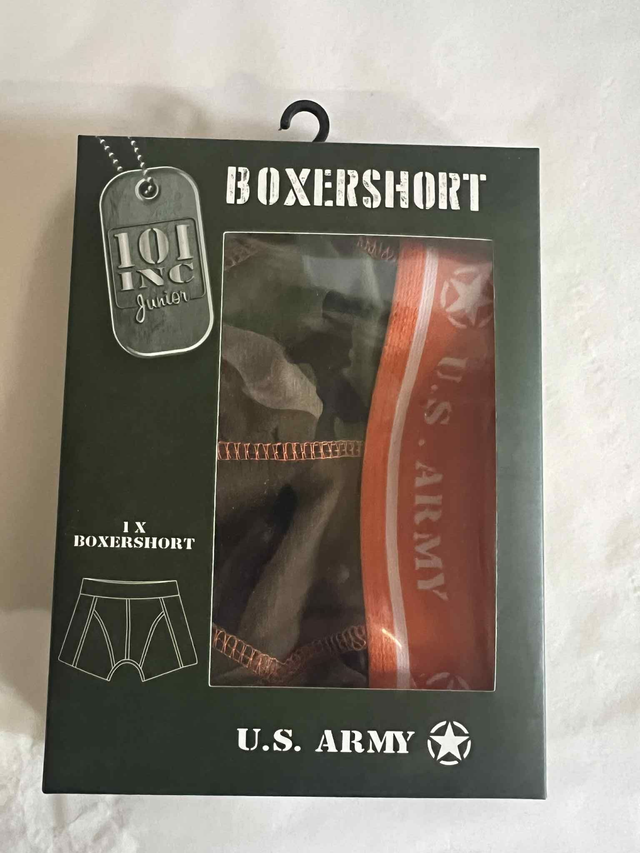 BOXERSHORT
101
INC
Junior
U.S. ARMY
1 X
BOXERSHORT
U.S. ARMY